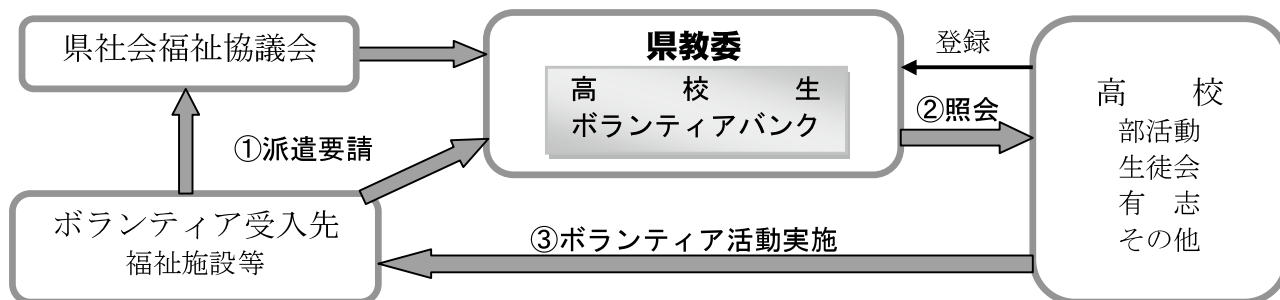 県社会福祉協議会
県教委
高校生
ボランティアバンク
登録
②照会
高校
部活動
生徒会
有志
その他
①派遣要請
ボランティア受入先
福祉施設等
③ボランティア活動実施